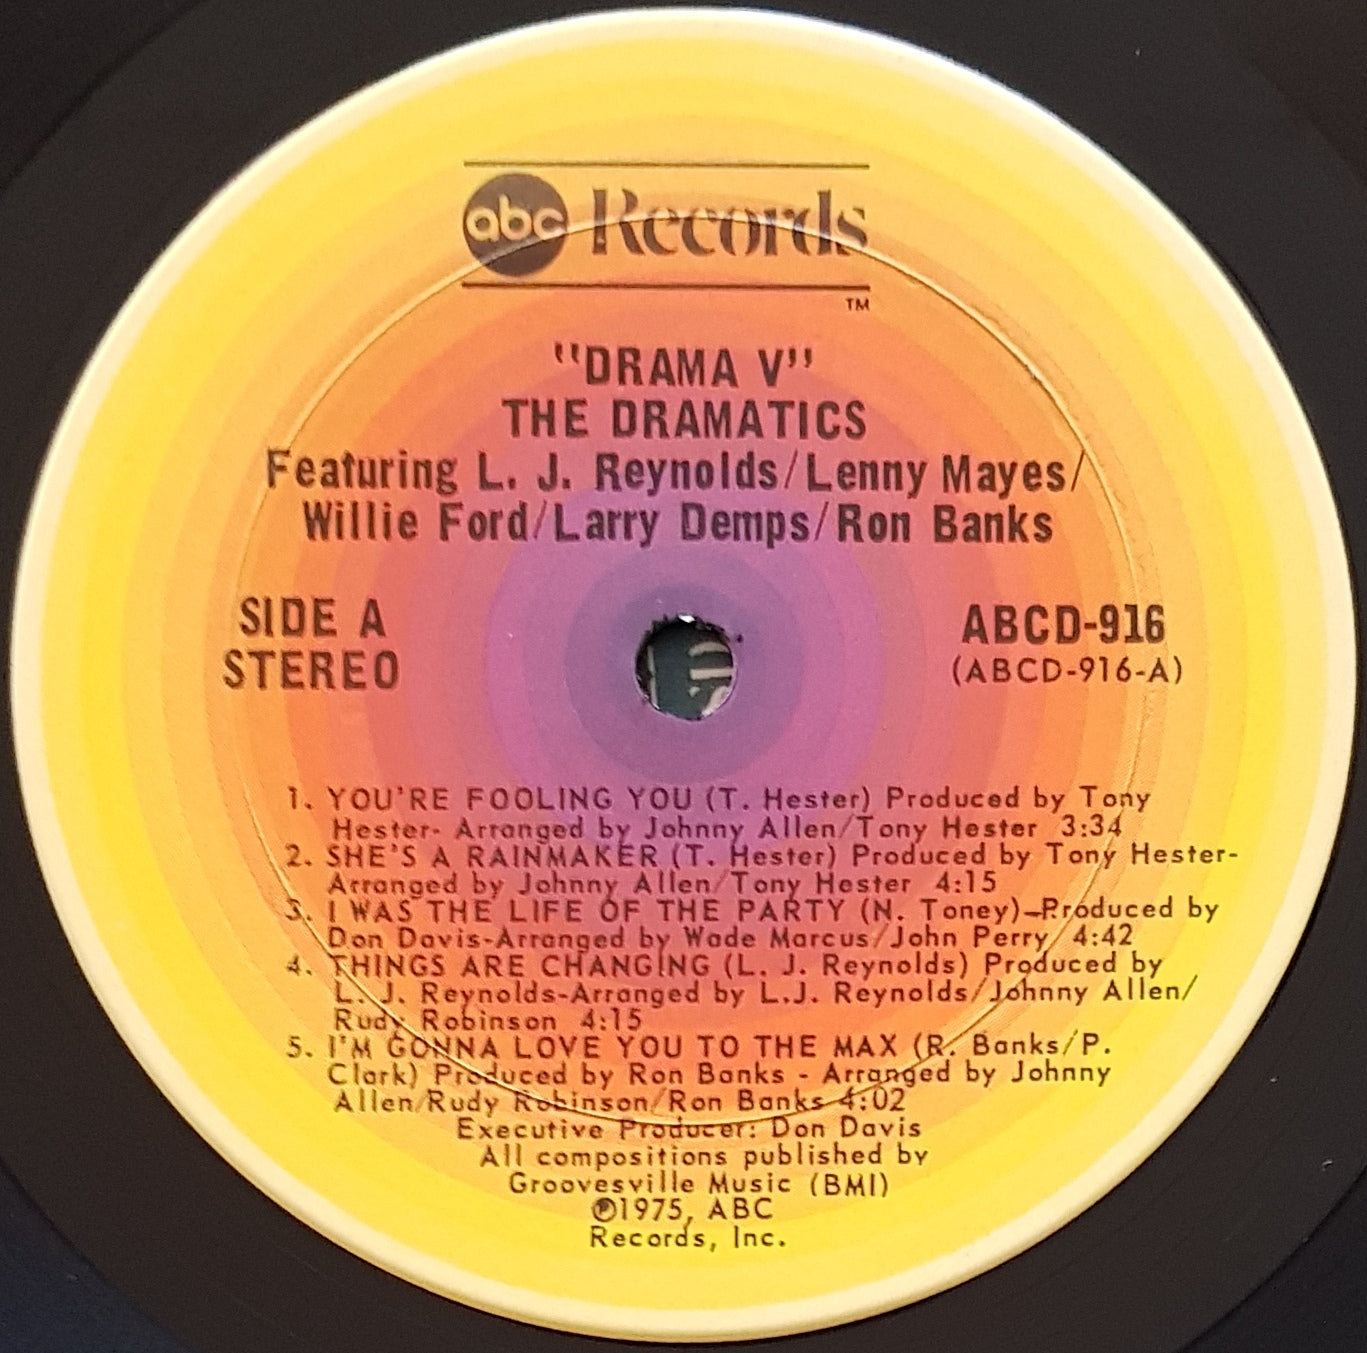 abc Records
TM
"DRAMA V"
THE DRAMATICS
Featuring L. J. Reynolds/Lenny Mayes/
Willie Ford/Larry Demps/Ron Banks
SIDE A
STEREO
ABCD-916
(ABCD-916-A)
1. YOU'RE FOOLING YOU (T. Hester) Produced by Tony
Hester- Arranged by Johnny Allen/Tony Hester 3:34
2. SHE'S A RAINMAKER (T. Hester) Produced by Tony Hester-
Arranged by Johnny Allen/Tony Hester 4:15
3. I WAS THE LIFE OF THE PARTY (N. Toney)-Produced by
Don Davis-Arranged by Wade Marcus/John Perry 4:42
4. THINGS ARE CHANGING (L. J. Reynolds) Produced by
L. J. Reynolds-Arranged by L.J. Reynolds/Johnny Allen/
Rudy Robinson 4:15
5. I'M GONNA LOVE YOU TO THE MAX (R. Banks/P.
Clark) Produced by Ron Banks - Arranged by Johnny
Allen/Rudy Robinson/Ron Banks 4:02
Executive Producer: Don Davis
All compositions published by
Groovesville Music (BMI)
℗1975, ABC
Records, Inc.